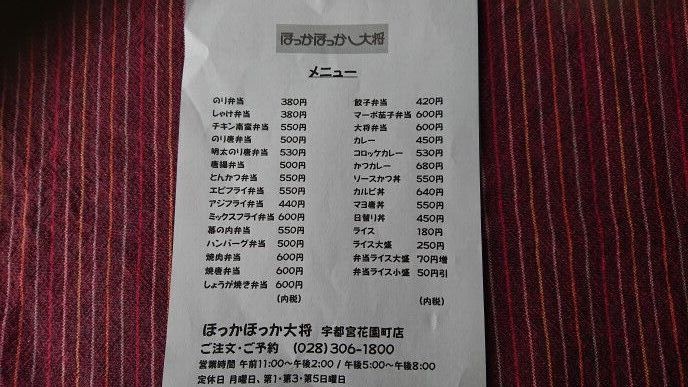 ほっかほっか大将
メニュー
のり弁当 380円
しゃけ弁当 380円
チキン南蛮弁当 550円
のり唐弁当 500円
明太のり唐弁当 530円
唐揚弁当 500円
とんかつ弁当 550円
エビフライ弁当 550円
アジフライ弁当 440円
ミックスフライ弁当 600円
幕の内弁当 550円
ハンバーグ弁当 500円
焼肉弁当 600円
焼唐弁当 600円
しょうが焼き弁当 600円
(内税)
餃子弁当 420円
マーボ茄子弁当 600円
大将弁当 600円
カレー 450円
コロッケカレー 530円
かつカレー 680円
ソースかつ丼 550円
カルビ丼 640円
マヨ唐丼 550円
日替り丼 450円
ライス 180円
ライス大盛 250円
弁当ライス大盛 70円増
弁当ライス小盛 50円引
(内税)
ほっかほっか大将 宇都宮花園町店
ご注文・ご予約 (028)306-1800
営業時間 午前11:00~午後2:00 / 午後5:00~午後8:00
定休日 月曜日、第1・第3・第5日曜日